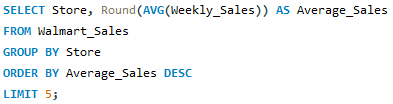 SELECT Store, Round(AVG(Weekly_Sales)) AS Average_Sales
FROM Walmart_Sales
GROUP BY Store
ORDER BY Average_Sales DESC
LIMIT 5;